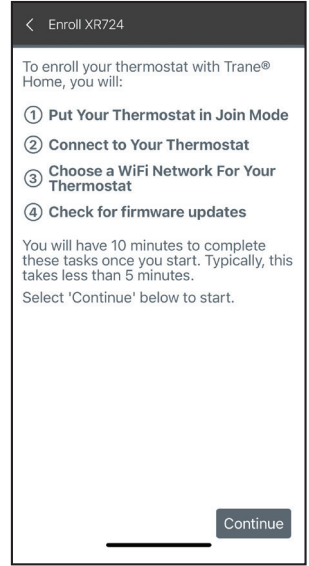 Enroll XR724
To enroll your thermostat with Trane®
Home, you will:
1 Put Your Thermostat in Join Mode
2 Connect to Your Thermostat
3 Choose a WiFi Network For Your
Thermostat
4 Check for firmware updates
You will have 10 minutes to complete
these tasks once you start. Typically, this
takes less than 5 minutes.
Select 'Continue' below to start.
Continue